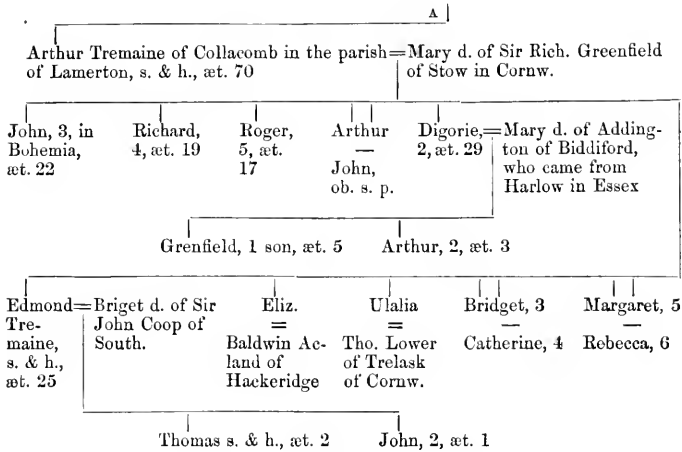 A
Arthur Tremaine of Collacomb in the parish=Mary d. of Sir Rich. Greenfield
of Lamerton, s. & h., æt. 70
of Stow in Cornw.
John, 3, in
Bohemia,
æt. 22
Richard,
4, æt. 19
Roger,
5, æt.
17
Arthur
—
John,
ob. s. p.
Digorie,=Mary d. of Adding-
2, æt. 29
ton of Biddiford,
who came from
Harlow in Essex
Grenfield, 1 son, æt. 5
Arthur, 2, æt. 3
Edmond=Briget d. of Sir
Tre-
maine,
s. & h.,
æt. 25
John Coop of
South.
Eliz.
=
Baldwin Ac-
land of
Hackeridge
Ulalia
=
Tho. Lower
of Trelask
of Cornw.
Bridget, 3
—
Catherine, 4
Margaret, 5
—
Rebecca, 6
Thomas s. & h., æt. 2
John, 2, æt. 1